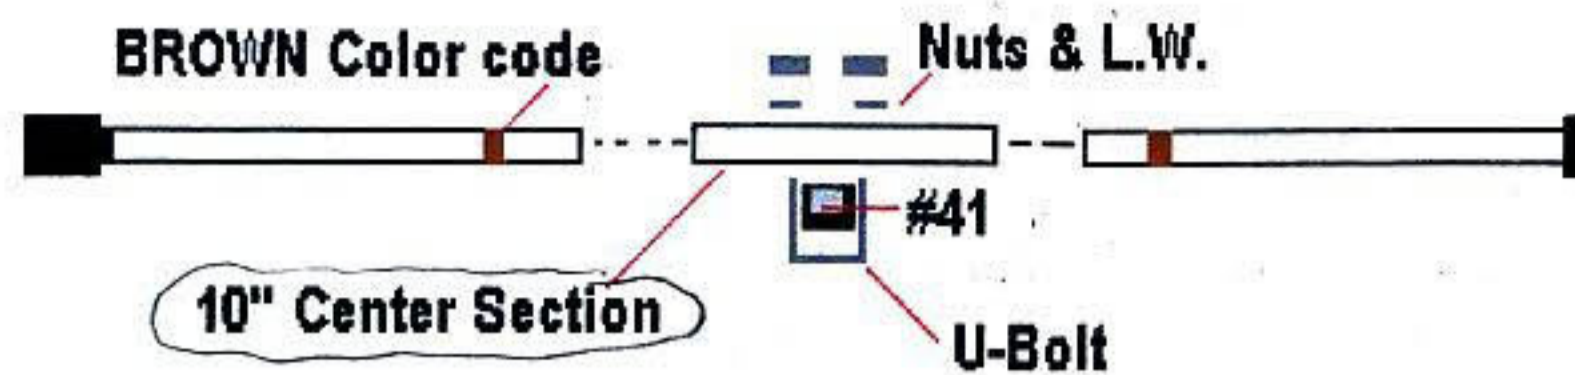 BROWN Color code
Nuts & L.W.
#41
10" Center Section
U-Bolt